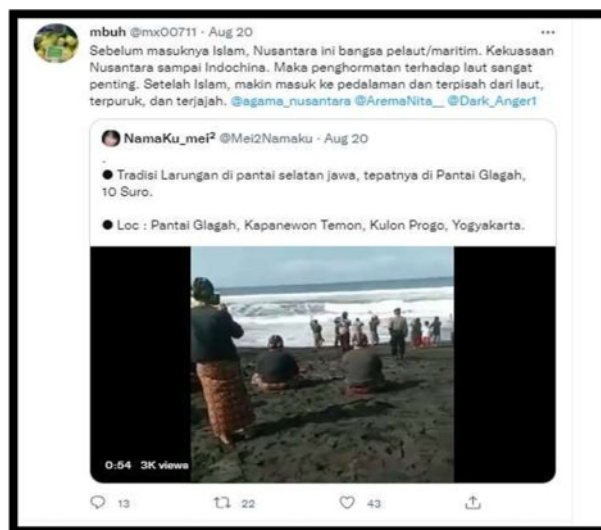 mbuh @mx00711 · Aug 20
Sebelum masuknya Islam, Nusantara ini bangsa pelaut/maritim. Kekuasaan
Nusantara sampai Indochina. Maka penghormatan terhadap laut sangat
penting. Setelah Islam, makin masuk ke pedalaman dan terpisah dari laut,
terpuruk, dan terjajah. @agama_nusantara @AremaNita__ @Dark_Anger1
NamaKu_mei² @Mei2Namaku · Aug 20
.
● Tradisi Larungan di pantai selatan jawa, tepatnya di Pantai Glagah,
10 Suro.
● Loc : Pantai Glagah, Kapanewon Temon, Kulon Progo, Yogyakarta.
0:54 3K views
13 22 43